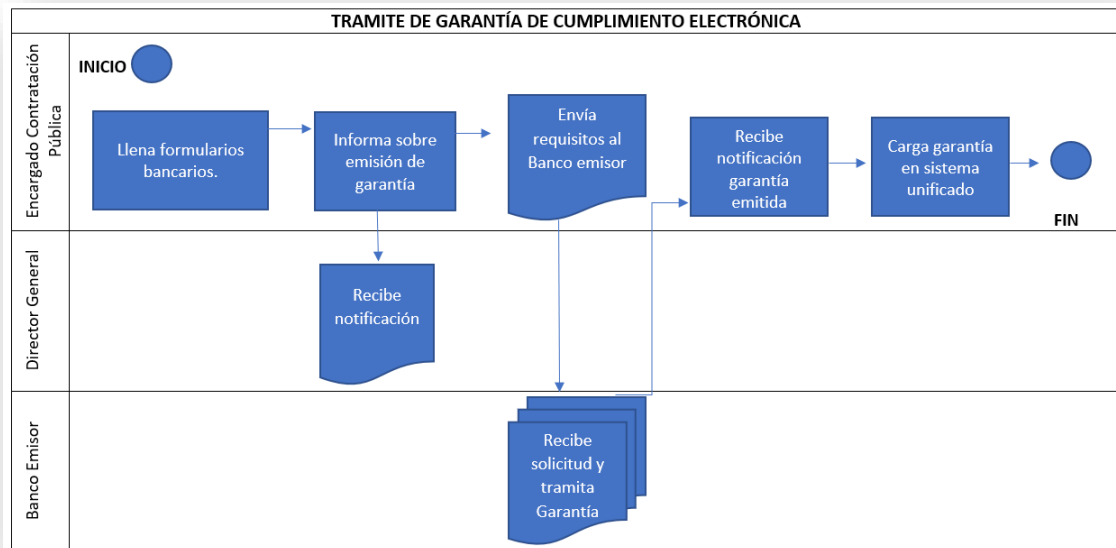 TRAMITE DE GARANTÍA DE CUMPLIMIENTO ELECTRÓNICA
Encargado Contratación
Pública
INICIO
Llena formularios
bancarios.
Informa sobre
emisión de
garantía
Envía
requisitos al
Banco emisor
Recibe
notificación
garantía
emitida
Carga garantía
en sistema
unificado
FIN
Director General
Recibe
notificación
Banco Emisor
Recibe
solicitud y
tramita
Garantía